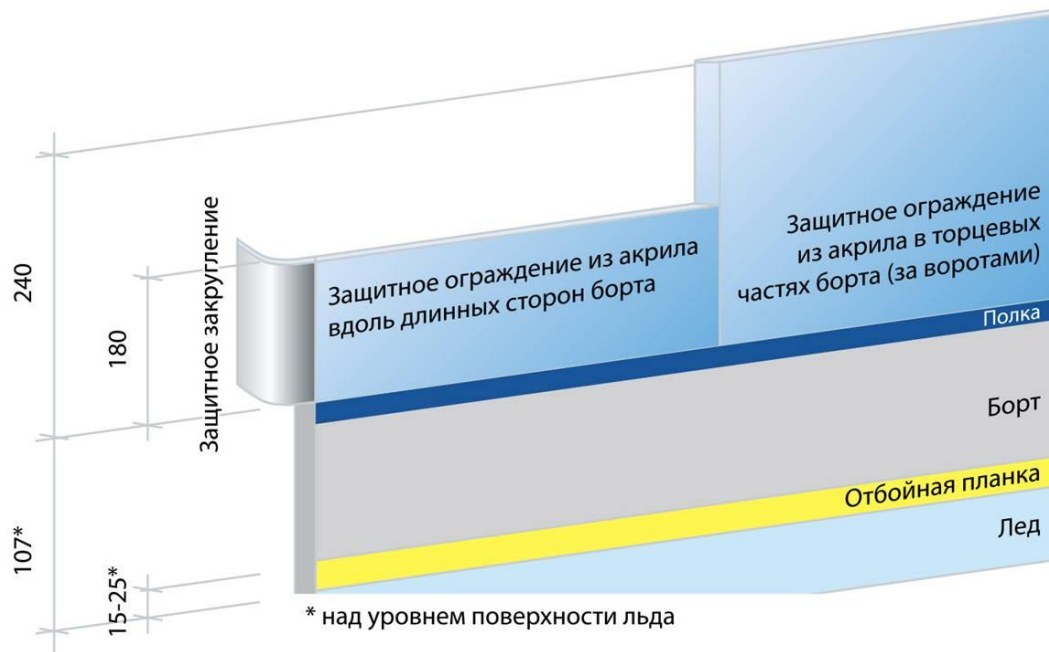 240
180
107*
15-25*
Защитное закругление
Защитное ограждение из акрила
вдоль длинных сторон борта
Защитное ограждение
из акрила в торцевых
частях борта (за воротами)
Полка
Борт
Отбойная планка
Лед
* над уровнем поверхности льда